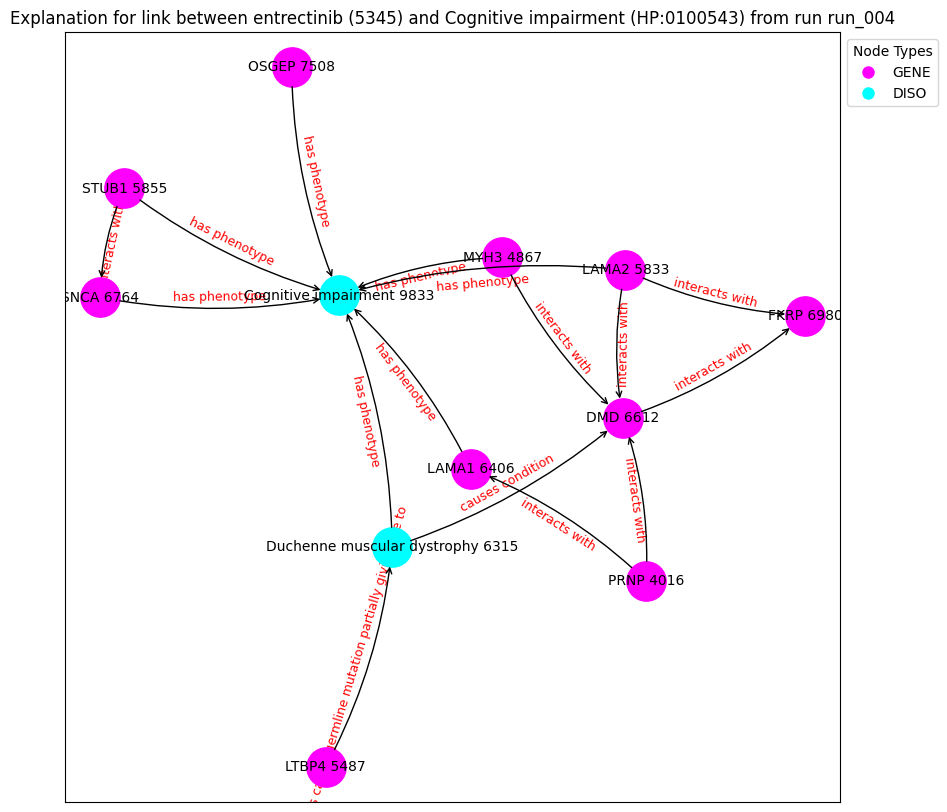 Explanation for link between entrectinib (5345) and Cognitive impairment (HP:0100543) from run run_004
Node Types
GENE
DISO
OSGEP 7508
has phenotype
STUB1 5855
has phenotype
interacts with
SNCA 6764
has phenotype
Cognitive impairment 9833
MYH3 4867
has phenotype
LAMA2 5833
has phenotype
interacts with
FKRP 6980
interacts with
interacts with
interacts with
DMD 6612
has phenotype
has phenotype
LAMA1 6406
causes condition
interacts with
interacts with
Duchenne muscular dystrophy 6315
PRNP 4016
germline mutation partially giv
e to
LTBP4 5487